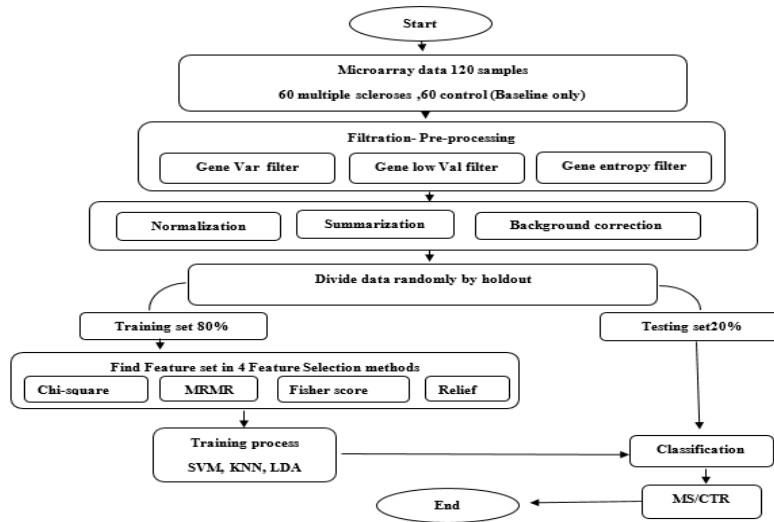 Start
Microarray data 120 samples
60 multiple scleroses ,60 control (Baseline only)
Filtration- Pre-processing
Gene Var filter
Gene low Val filter
Gene entropy filter
Normalization
Summarization
Background correction
Divide data randomly by holdout
Training set 80%
Testing set20%
Find Feature set in 4 Feature Selection methods
Chi-square
MRMR
Fisher score
Relief
Training process
SVM, KNN, LDA
Classification
MS/CTR
End